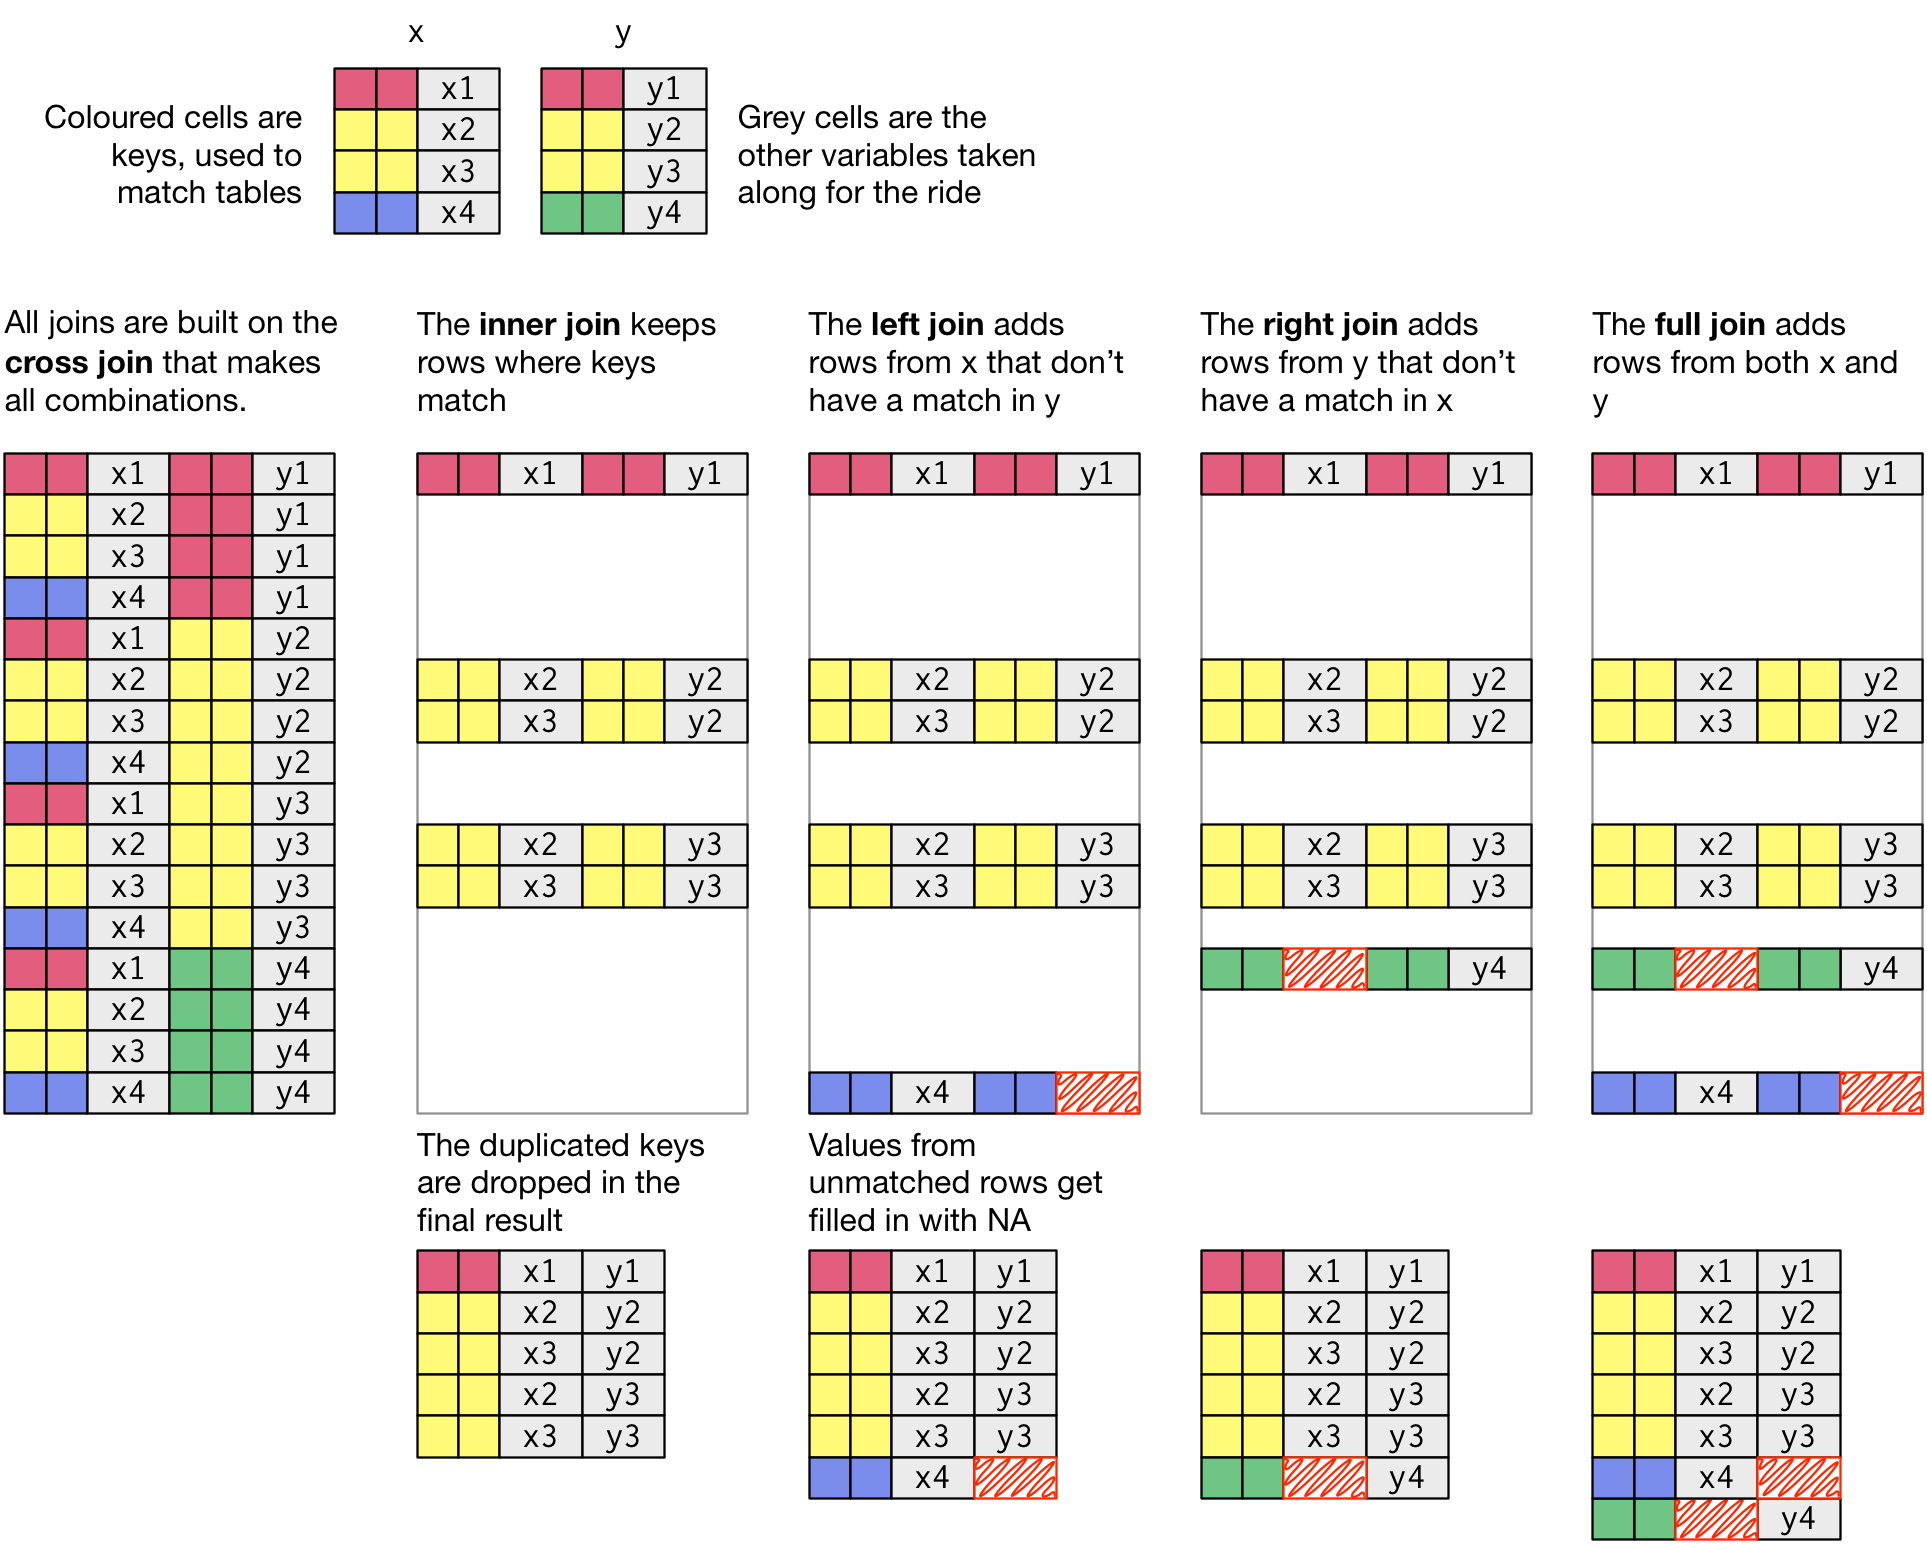 x
y
Coloured cells are
keys, used to
match tables
x1
x2
x3
x4
y1
y2
y3
y4
Grey cells are the
other variables taken
along for the ride
All joins are built on the
cross join that makes
all combinations.
x1 y1
x2 y1
x3 y1
x4 y1
x1 y2
x2 y2
x3 y2
x4 y2
x1 y3
x2 y3
x3 y3
x4 y3
x1 y4
x2 y4
x3 y4
x4 y4
The inner join keeps
rows where keys
match
x1 y1
x2 y2
x3 y2
x2 y3
x3 y3
The duplicated keys
are dropped in the
final result
x1 y1
x2 y2
x3 y2
x2 y3
x3 y3
The left join adds
rows from x that don’t
have a match in y
x1 y1
x2 y2
x3 y2
x2 y3
x3 y3
x4
Values from
unmatched rows get
filled in with NA
x1 y1
x2 y2
x3 y2
x2 y3
x3 y3
x4
The right join adds
rows from y that don’t
have a match in x
x1 y1
x2 y2
x3 y2
x2 y3
x3 y3
y4
x1 y1
x2 y2
x3 y2
x2 y3
x3 y3
y4
The full join adds
rows from both x and
y
x1 y1
x2 y2
x3 y2
x2 y3
x3 y3
y4
x4
x1 y1
x2 y2
x3 y2
x2 y3
x3 y3
x4
y4